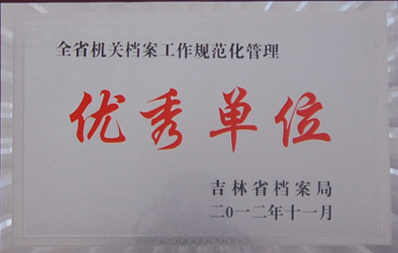 全省机关档案工作规范化管理
优秀单位
吉林省档案局
二〇一二年十一月